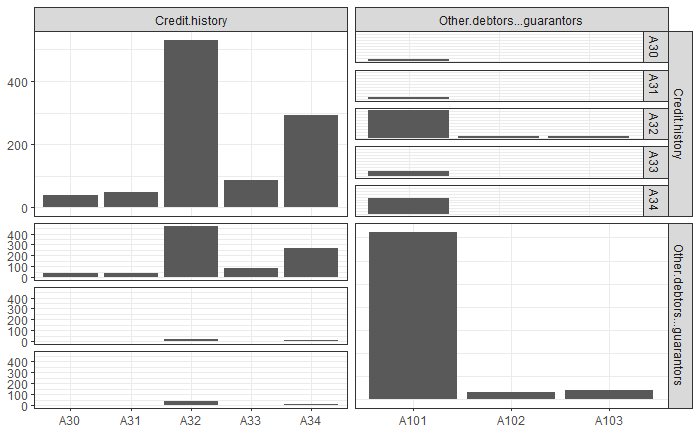 Credit.history
Other.debtors...guarantors
400
200
0
A30
A31
A32
A33
A34
Credit.history
400
300
200
100
0
400
300
200
100
0
400
300
200
100
0
Other.debtors...guarantors
A30 A31 A32 A33 A34
A101 A102 A103